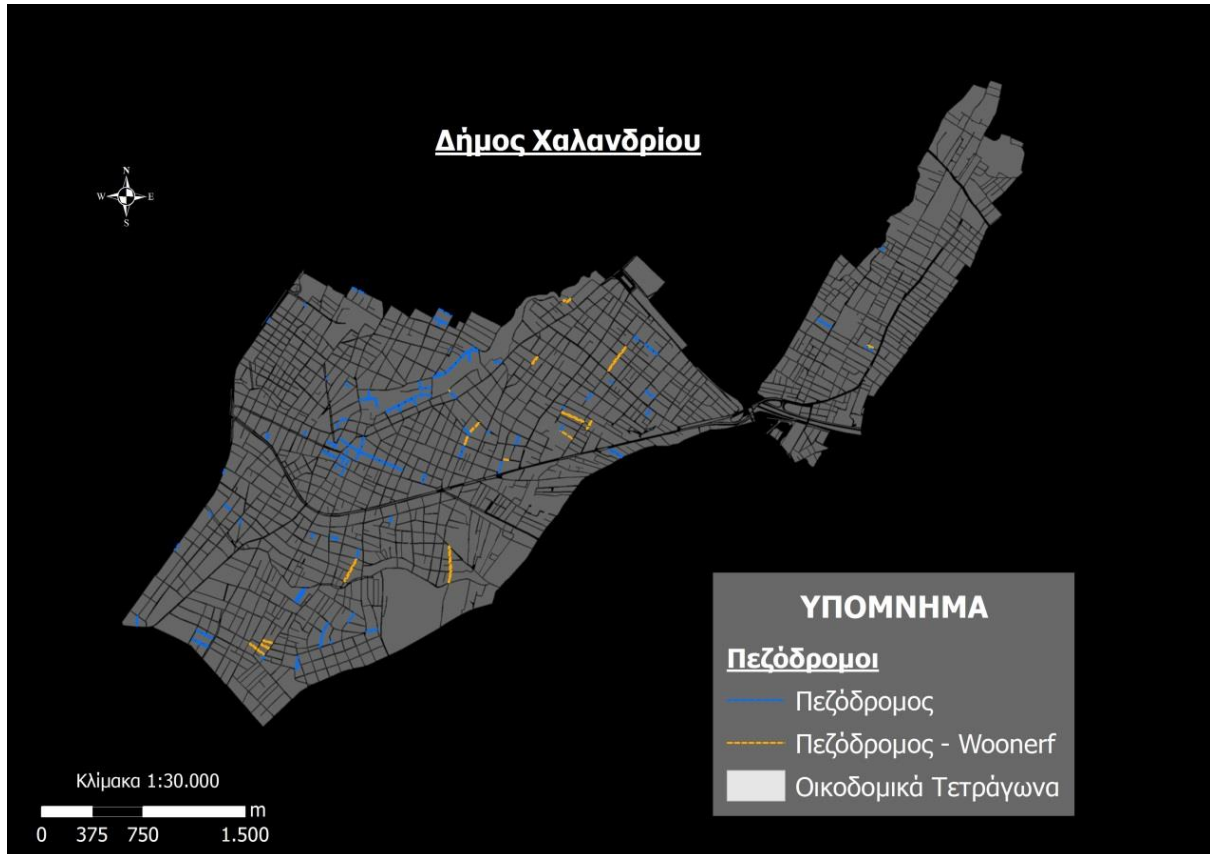 Δήμος Χαλανδρίου
N
W E
S
ΥΠΟΜΝΗΜΑ
Πεζόδρομοι
Πεζόδρομος
Πεζόδρομος - Woonerf
Οικοδομικά Τετράγωνα
Κλίμακα 1:30.000
m
0 375 750 1.500